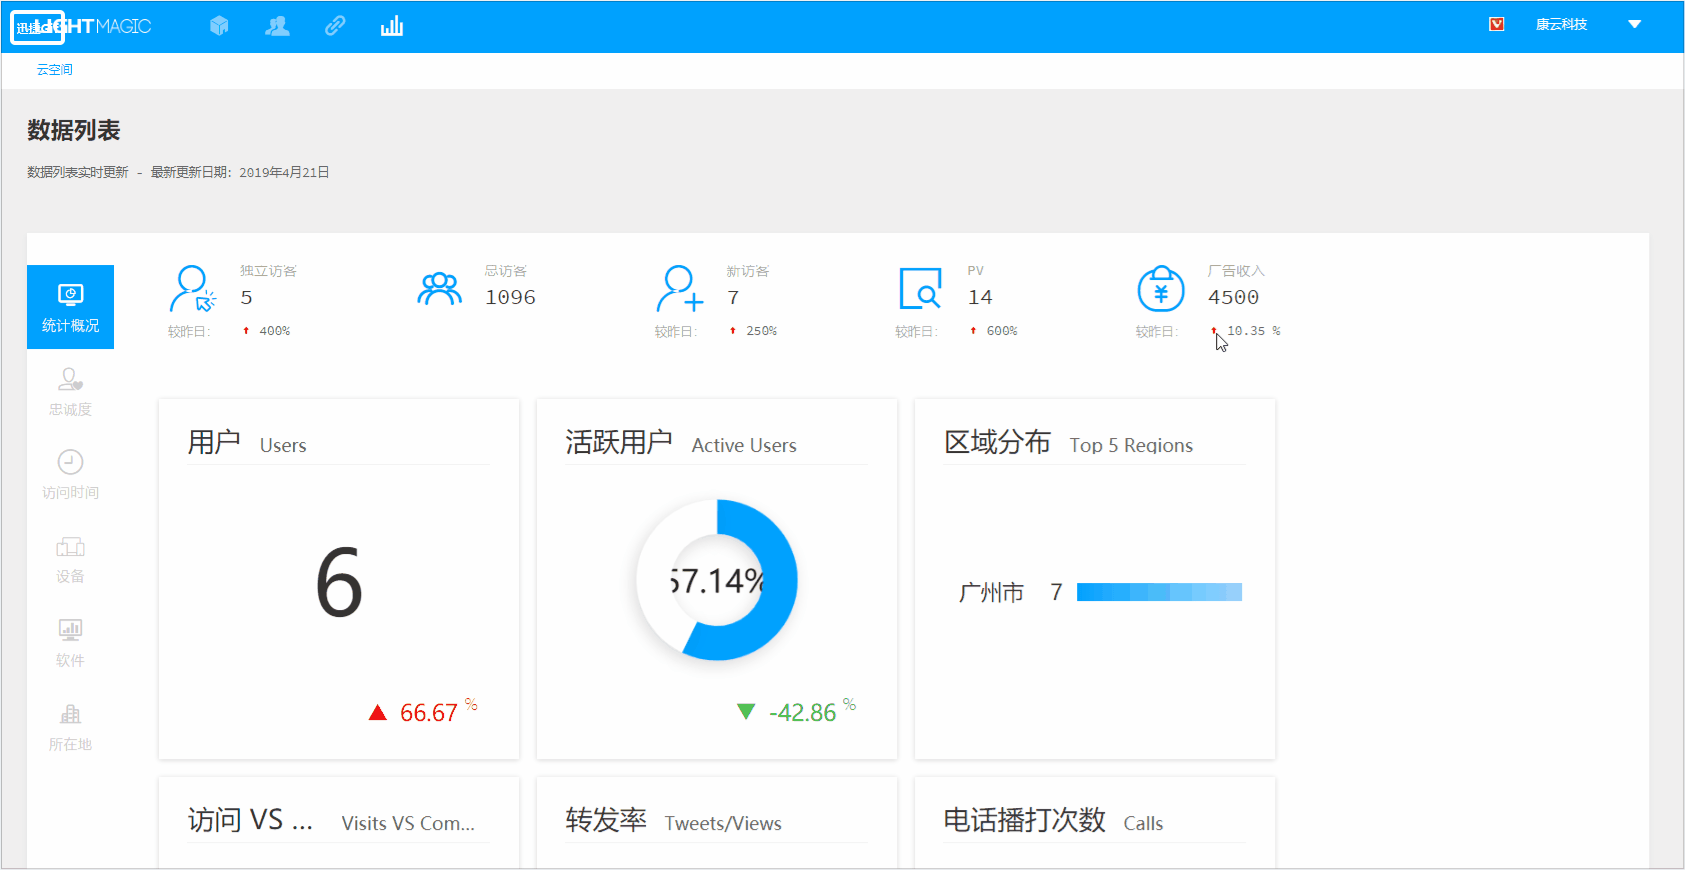 迅捷GIF
LIGHT MAGIC
康云科技
云空间
数据列表
数据列表实时更新 - 最新更新日期: 2019年4月21日
独立访客
5
较昨日: 400%
总访客
1096
新访客
7
较昨日: 250%
PV
14
较昨日: 600%
广告收入
4500
较昨日: 10.35 %
统计概况
忠诚度
访问时间
设备
软件
所在地
用户 Users
6
66.67 %
活跃用户 Active Users
57.14%
-42.86 %
区域分布 Top 5 Regions
广州市 7
访问 VS ... Visits VS Com...
转发率 Tweets/Views
电话播打次数 Calls